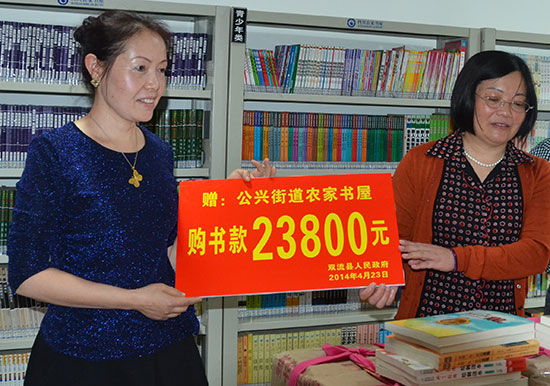 青少年类
赠：公兴街道农家书屋
购书款23800元
双流县人民政府
2014年4月23日